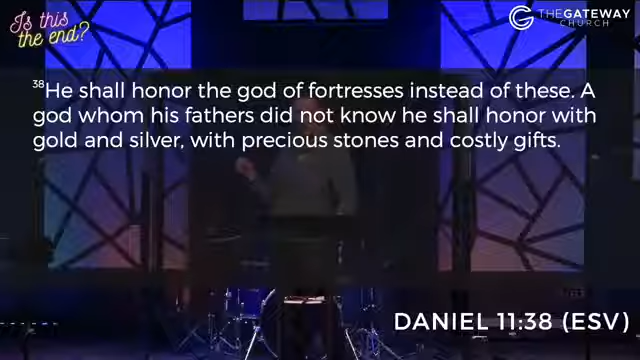 Is this
the end?
THEGATEWAY
CHURCH
38He shall honor the god of fortresses instead of these. A
god whom his fathers did not know he shall honor with
gold and silver, with precious stones and costly gifts.
DANIEL 11:38 (ESV)